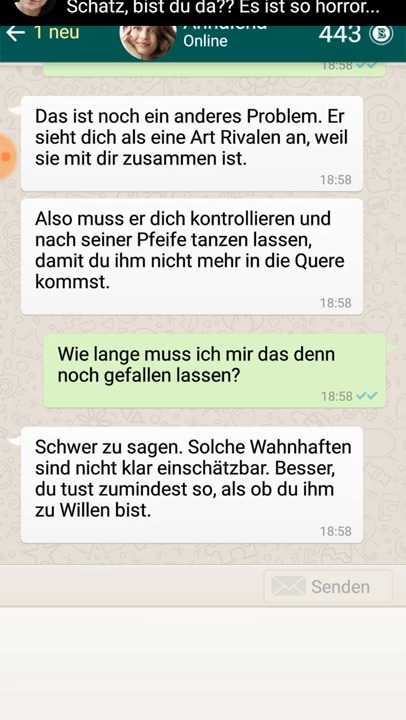 Schatz, bist du da?? Es ist so horror...
1 neu
Annalena
443
Online
18:58
Das ist noch ein anderes Problem. Er
sieht dich als eine Art Rivalen an, weil
sie mit dir zusammen ist.
18:58
Also muss er dich kontrollieren und
nach seiner Pfeife tanzen lassen,
damit du ihm nicht mehr in die Quere
kommst.
18:58
Wie lange muss ich mir das denn
noch gefallen lassen?
18:58
Schwer zu sagen. Solche Wahnhaften
sind nicht klar einschätzbar. Besser,
du tust zumindest so, als ob du ihm
zu Willen bist.
18:58
Senden